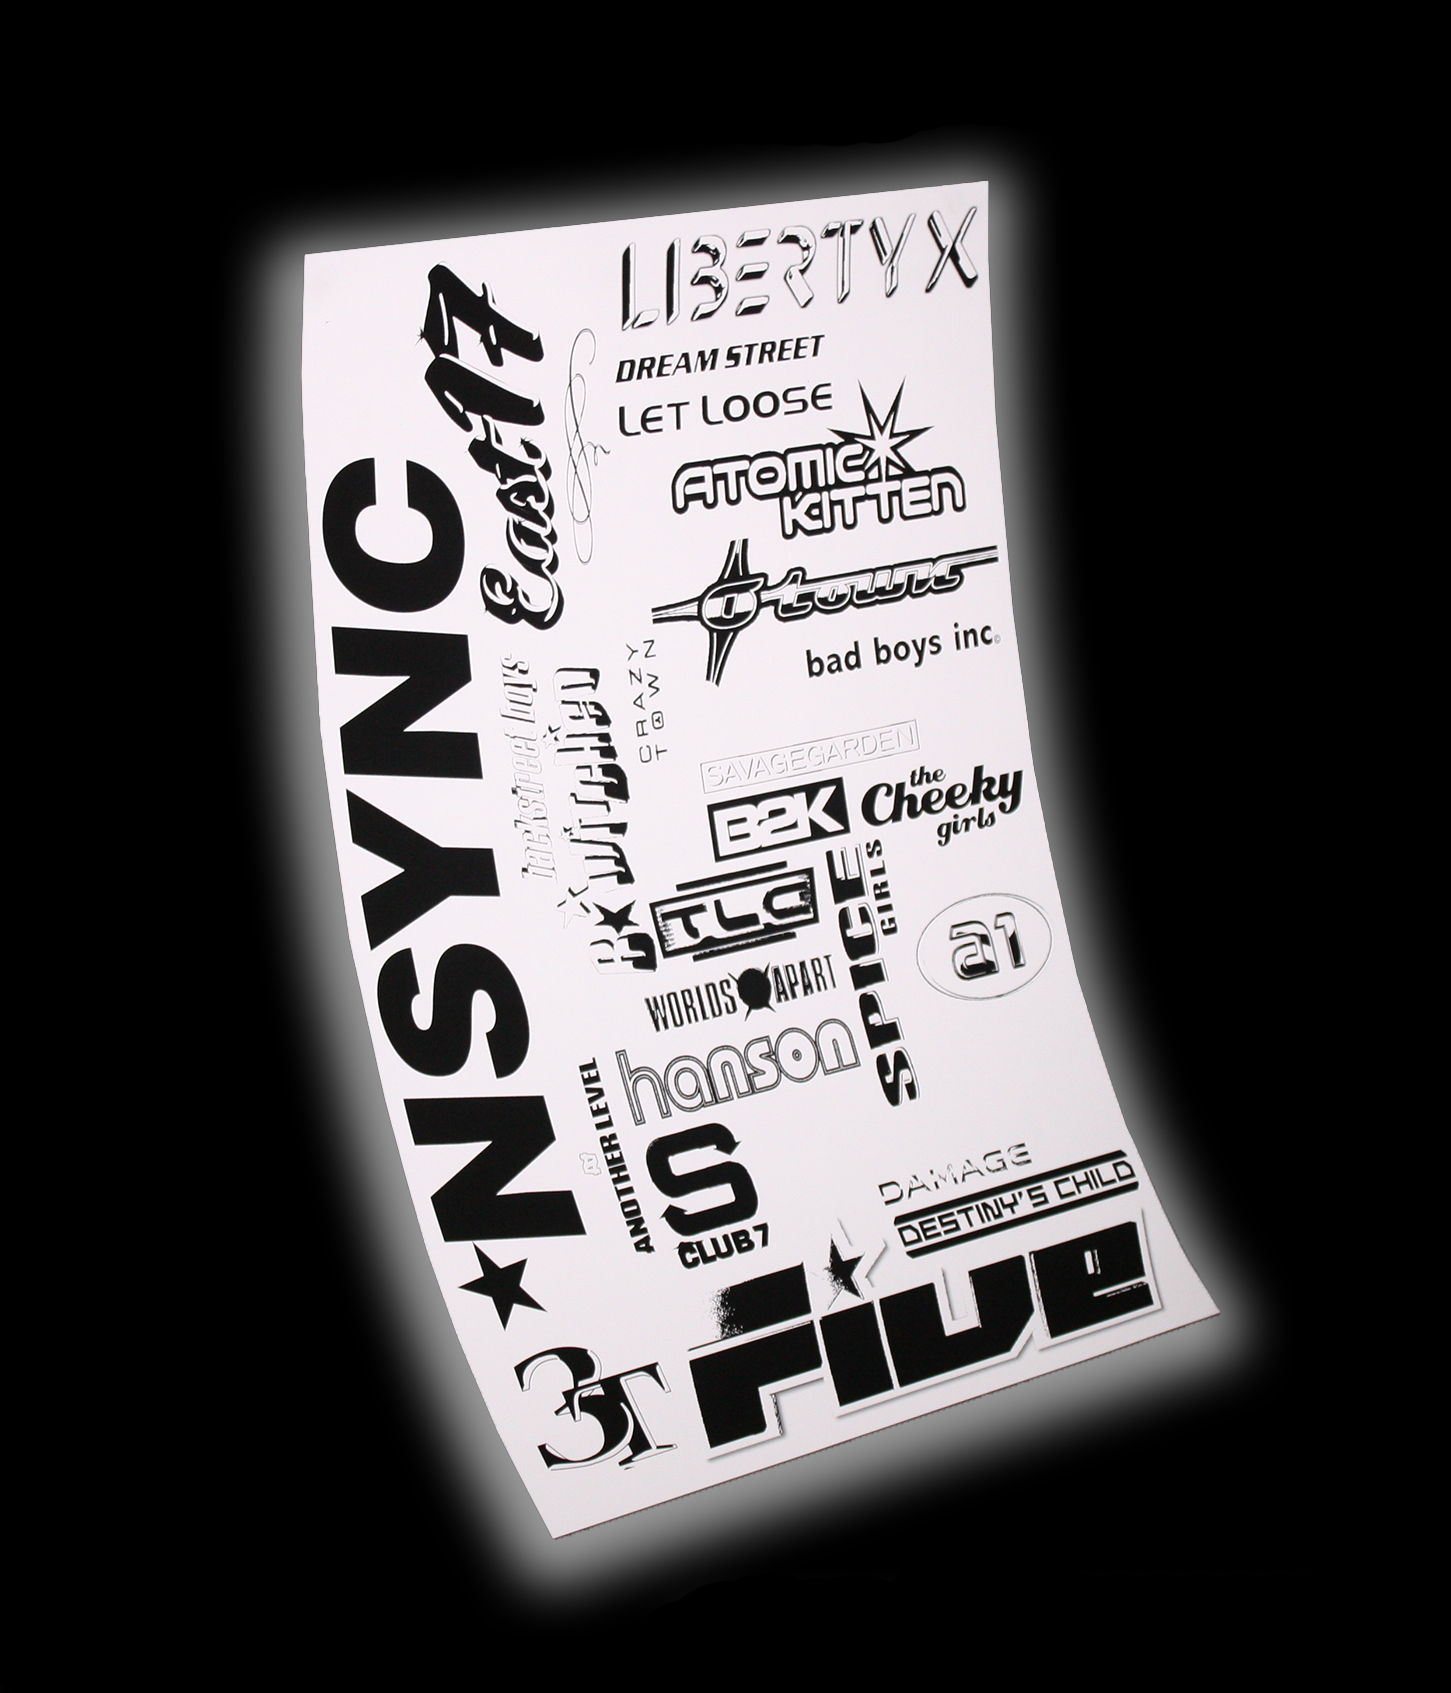 LIBERTY X
East 17
DREAM STREET
LET LOOSE
ATOMIC
KITTEN
O town
bad boys inc©
★NSYNC
backstreet boys
B★witched
CRAZY
TOWN
SAVAGEGARDEN
B2K
the
Cheeky
girls
TLC
SPICE
GIRLS
a1
WORLDS APART
hanson
ANOTHER LEVEL
S
CLUB 7
DAMAGE
DESTINY'S CHILD
3T
FIVE